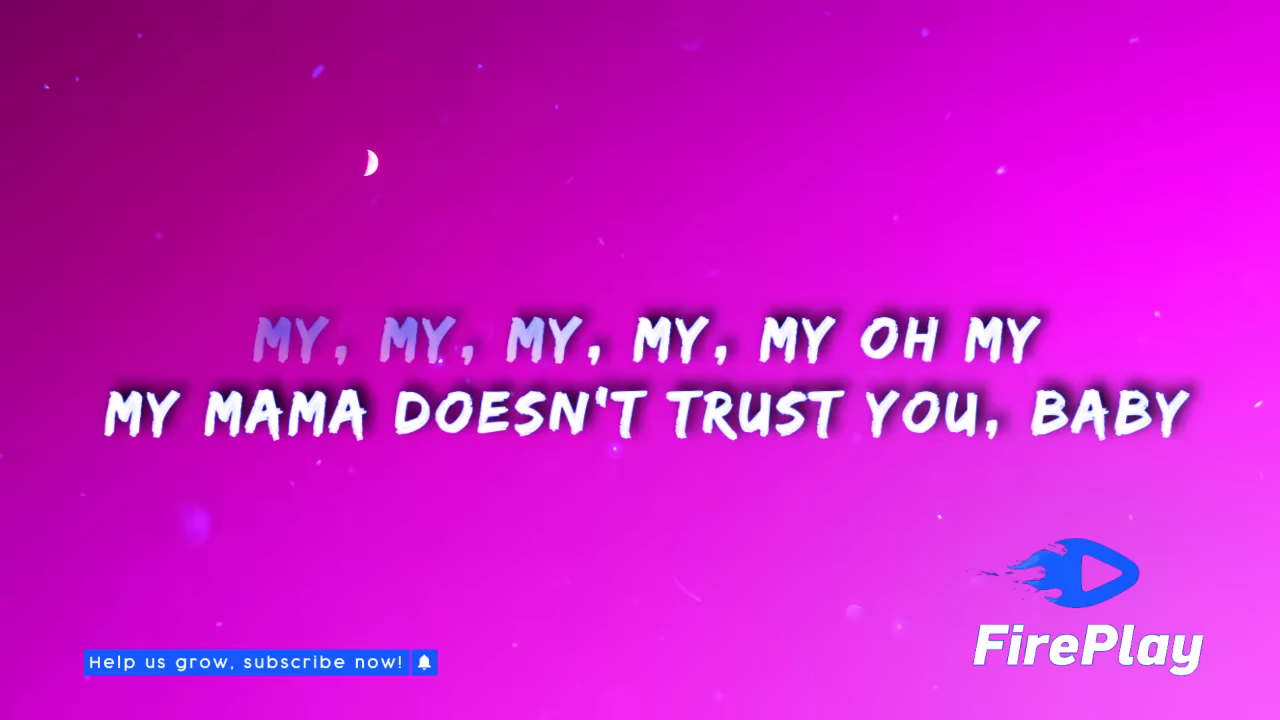 MY, MY, MY, MY, MY OH MY
MY MAMA DOESN'T TRUST YOU, BABY
FirePlay
Help us grow, subscribe now!